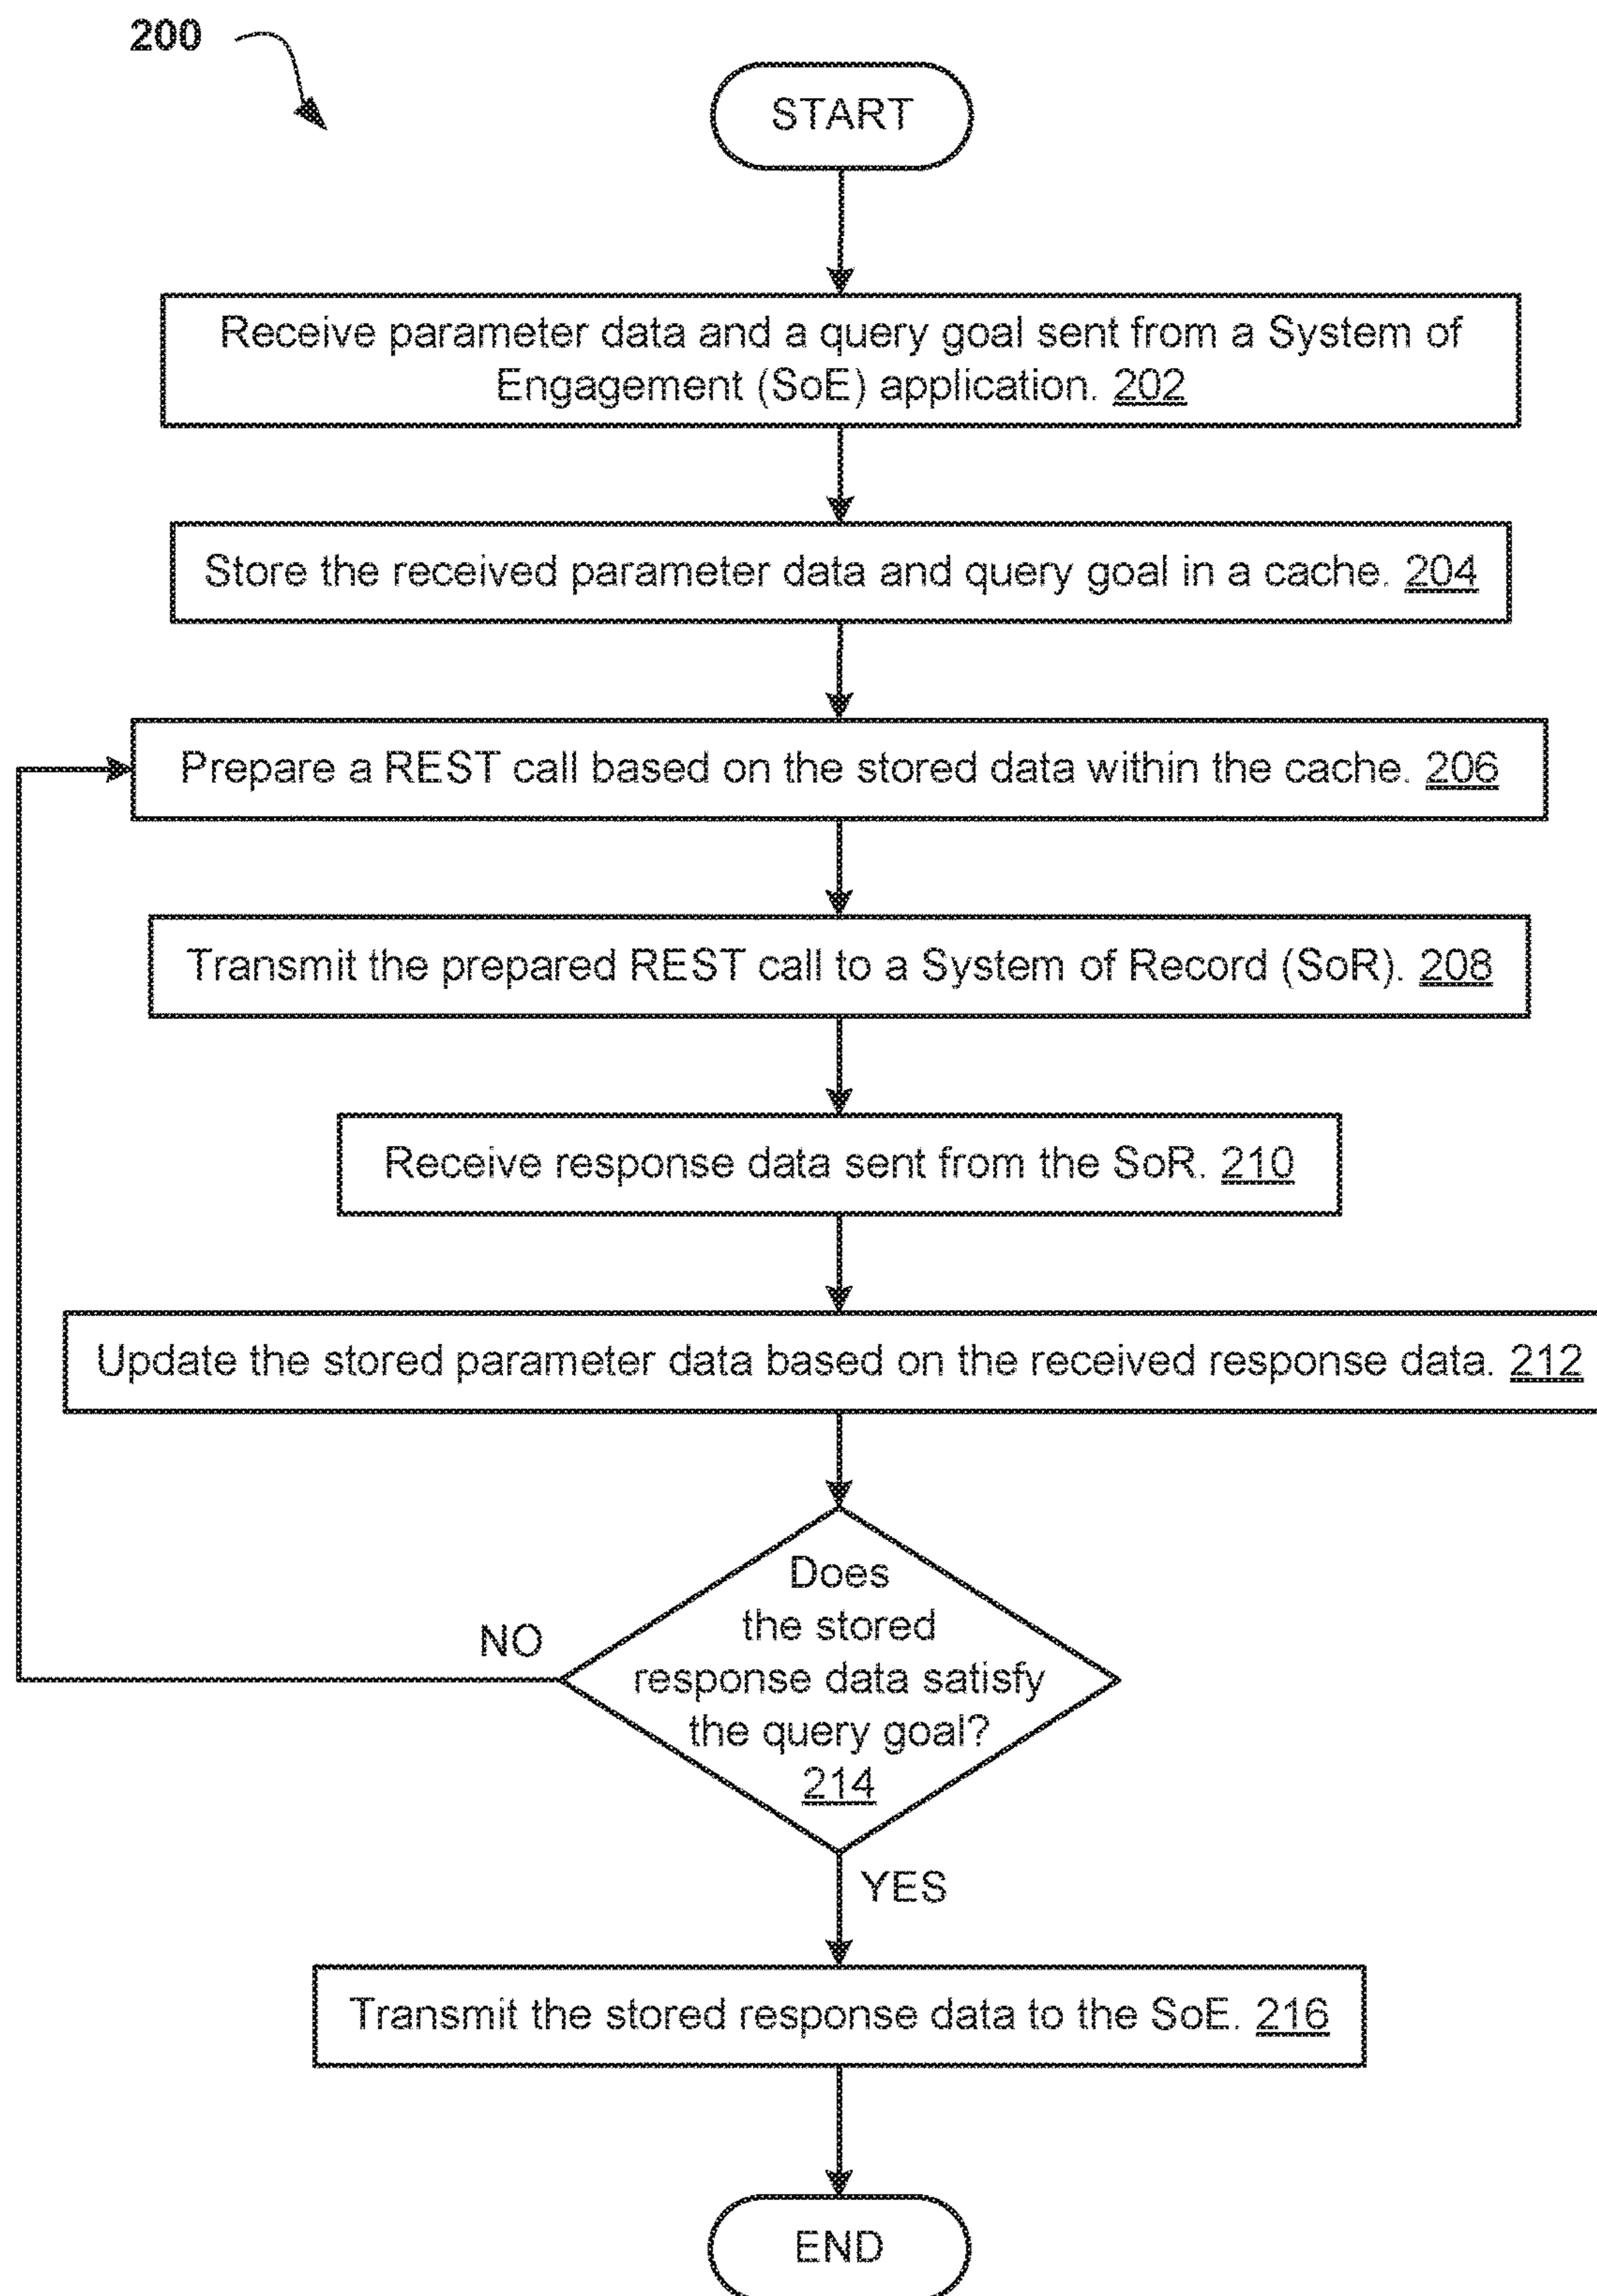 200
START
Receive parameter data and a query goal sent from a System of
Engagement (SoE) application. 202
Store the received parameter data and query goal in a cache. 204
Prepare a REST call based on the stored data within the cache. 206
Transmit the prepared REST call to a System of Record (SoR). 208
Receive response data sent from the SoR. 210
Update the stored parameter data based on the received response data. 212
Does
the stored
response data satisfy
the query goal?
214
NO
YES
Transmit the stored response data to the SoE. 216
END